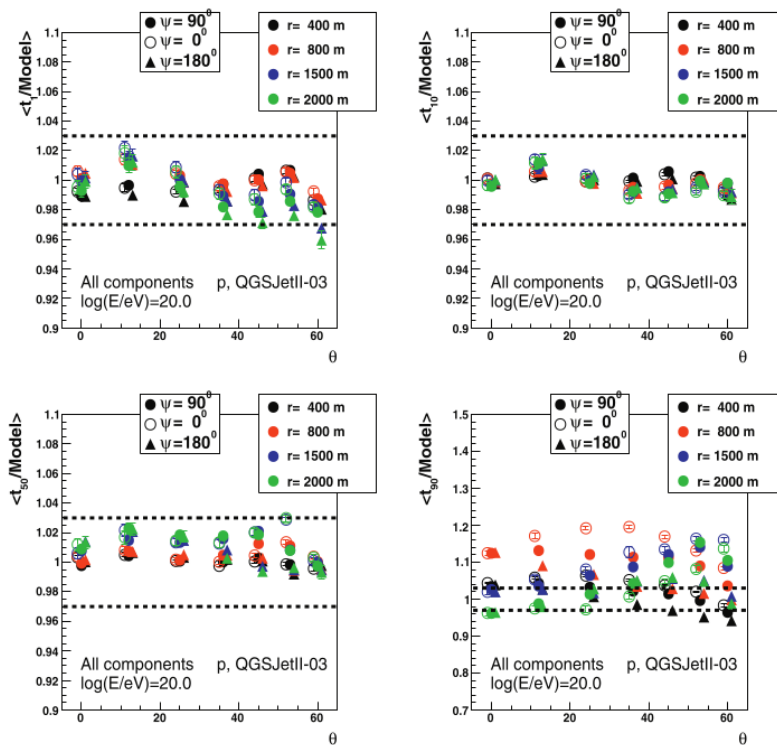 <t₁/Model>
1.1
1.08
1.06
1.04
1.02
1
0.98
0.96
0.94
0.92
0.9
0 20 40 60
θ
ψ = 90⁰
ψ = 0⁰
ψ =180⁰
r= 400 m
r= 800 m
r= 1500 m
r= 2000 m
All components p, QGSJetII-03
log(E/eV)=20.0
<t₁₀/Model>
1.1
1.08
1.06
1.04
1.02
1
0.98
0.96
0.94
0.92
0.9
0 20 40 60
θ
ψ = 90⁰
ψ = 0⁰
ψ =180⁰
r= 400 m
r= 800 m
r= 1500 m
r= 2000 m
All components p, QGSJetII-03
log(E/eV)=20.0
<t₅₀/Model>
1.1
1.08
1.06
1.04
1.02
1
0.98
0.96
0.94
0.92
0.9
0 20 40 60
θ
ψ = 90⁰
ψ = 0⁰
ψ =180⁰
r= 400 m
r= 800 m
r= 1500 m
r= 2000 m
All components p, QGSJetII-03
log(E/eV)=20.0
<t₉₀/Model>
1.5
1.4
1.3
1.2
1.1
1
0.9
0.8
0.7
0 20 40 60
θ
ψ = 90⁰
ψ = 0⁰
ψ =180⁰
r= 400 m
r= 800 m
r= 1500 m
r= 2000 m
All components p, QGSJetII-03
log(E/eV)=20.0